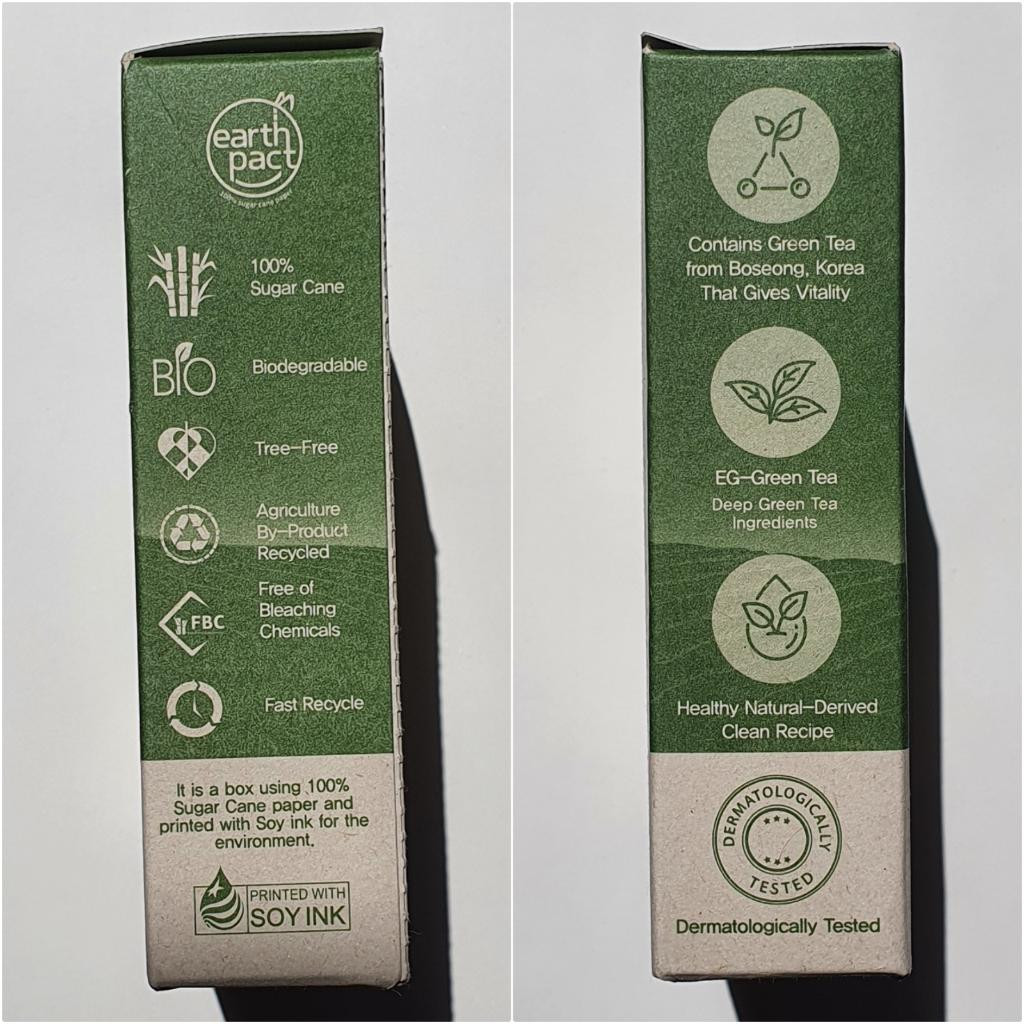 earth
pact
100% sugar cane paper
100%
Sugar Cane
BIO
Biodegradable
Tree-Free
Agriculture
By-Product
Recycled
FBC
Free of
Bleaching
Chemicals
Fast Recycle
It is a box using 100%
Sugar Cane paper and
printed with Soy ink for the
environment.
PRINTED WITH
SOY INK
Contains Green Tea
from Boseong, Korea
That Gives Vitality
EG-Green Tea
Deep Green Tea
Ingredients
Healthy Natural-Derived
Clean Recipe
DERMATOLOGICALLY
TESTED
Dermatologically Tested